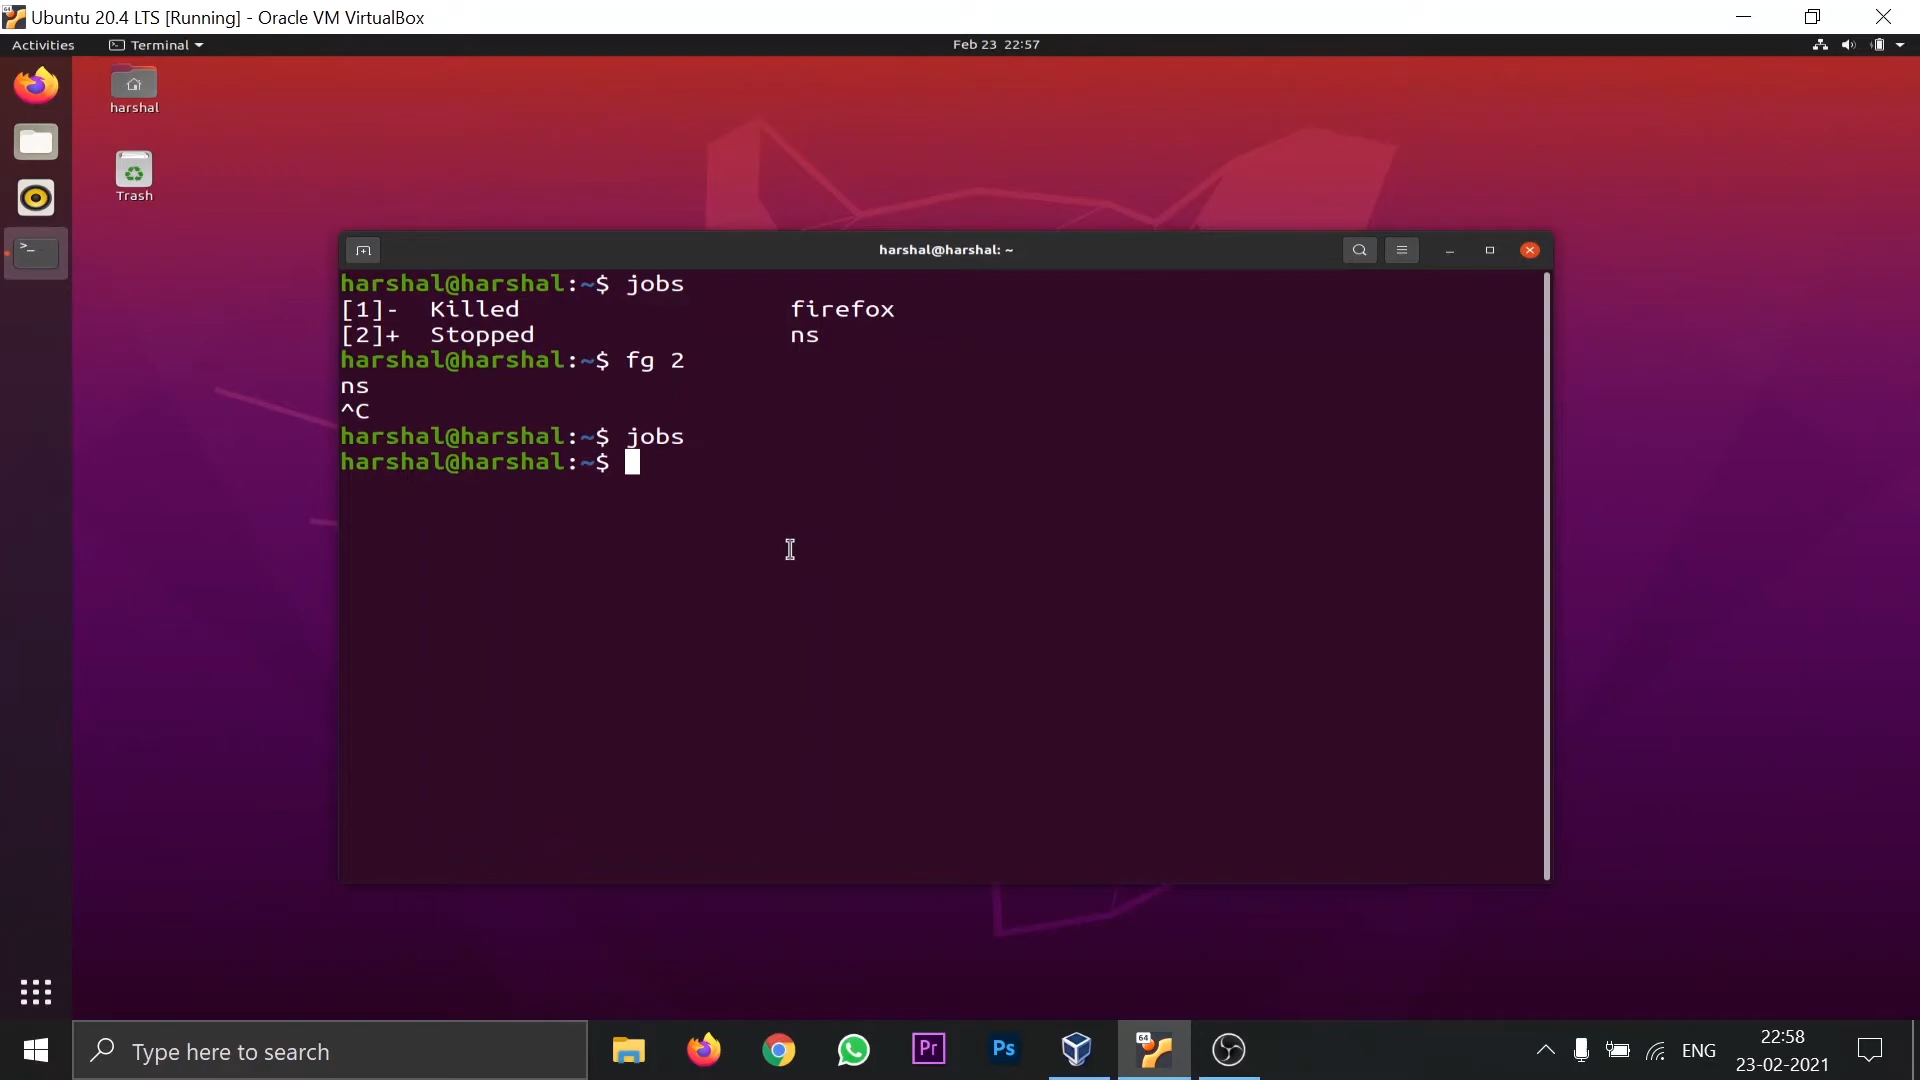 Ubuntu 20.4 LTS [Running] - Oracle VM VirtualBox
Activities
Terminal
Feb 23 22:57
harshal
Trash
harshal@harshal: ~
harshal@harshal:~$ jobs
[1]- Killed firefox
[2]+ Stopped ns
harshal@harshal:~$ fg 2
ns
^C
harshal@harshal:~$ jobs
harshal@harshal:~$
Type here to search
Pr
Ps
64
ENG
22:58
23-02-2021